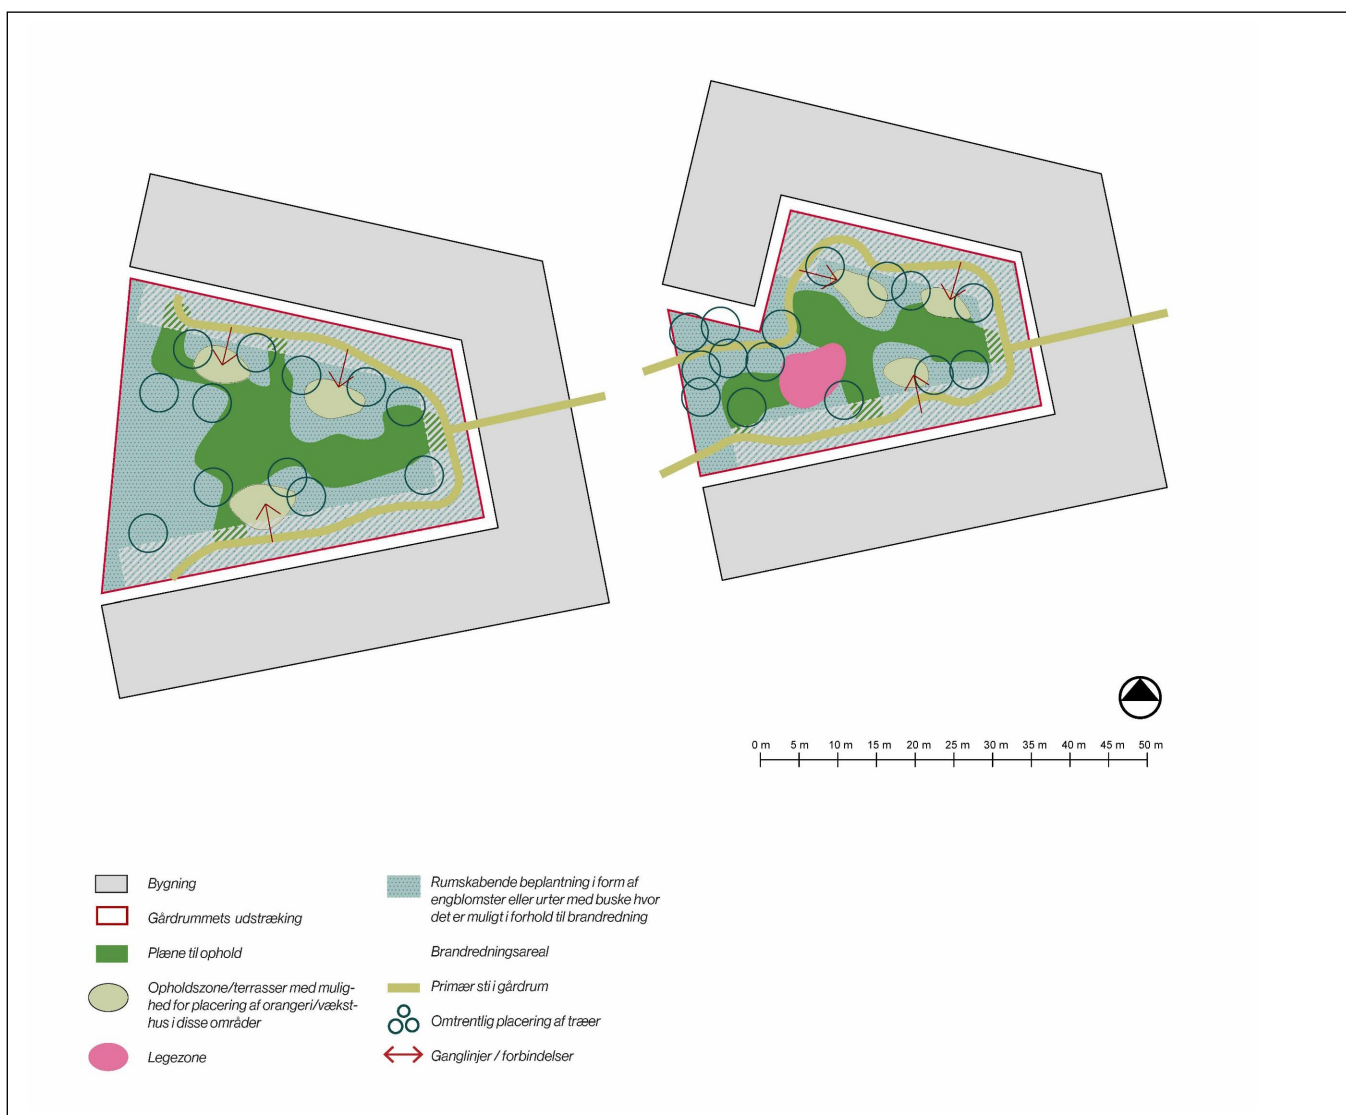 0 m 5 m 10 m 15 m 20 m 25 m 30 m 35 m 40 m 45 m 50 m
Bygning
Gårdrummets udstræking
Plæne til ophold
Opholdszone/terrasser med mulig-
hed for placering af orangeri/vækst-
hus i disse områder
Legezone
Rumskabende beplantning i form af
engblomster eller urter med buske hvor
det er muligt i forhold til brandredning
Brandredningsareal
Primær sti i gårdrum
Omtrentlig placering af træer
Ganglinjer / forbindelser